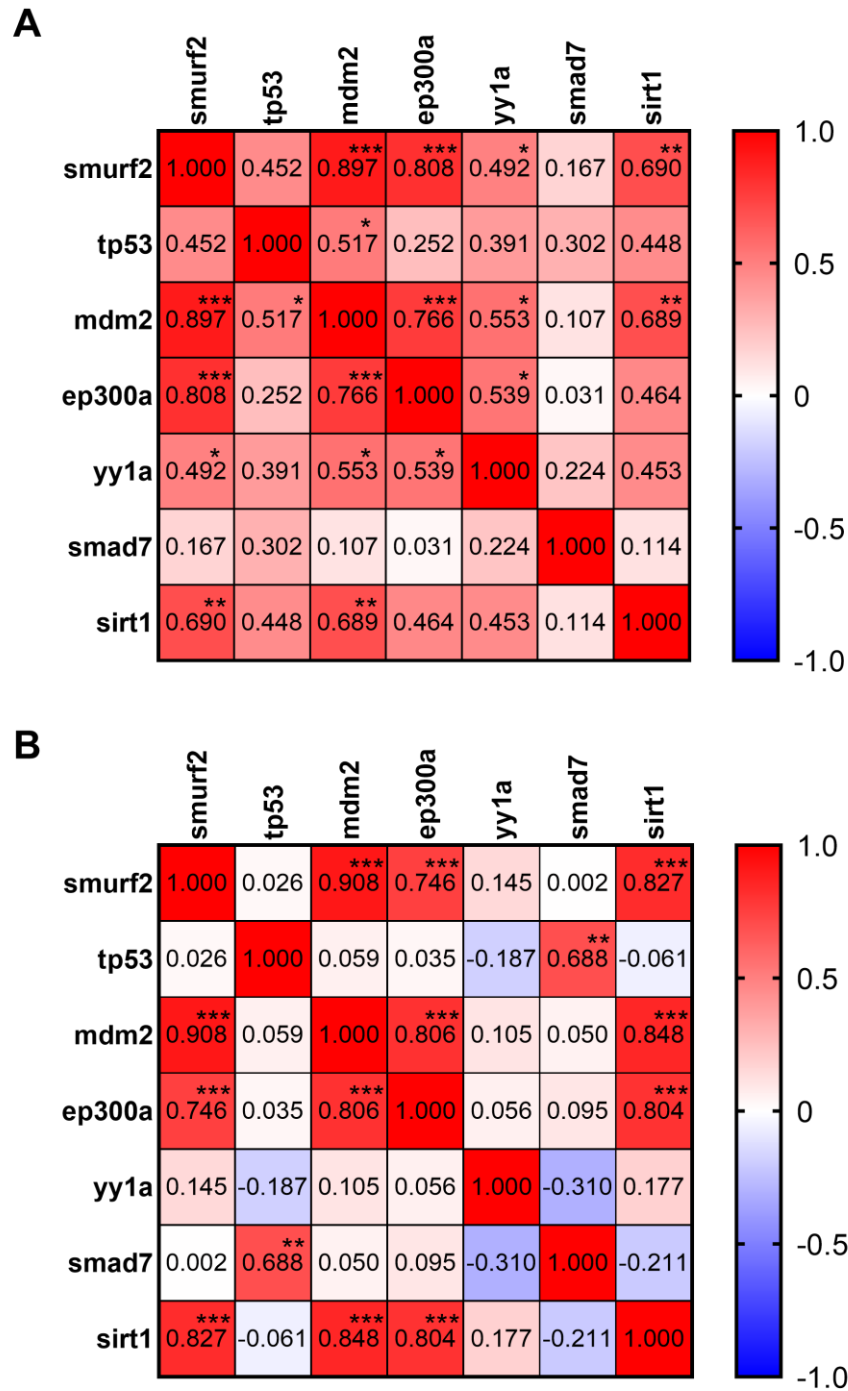 A
smurf2 tp53 mdm2 ep300a yy1a smad7 sirt1
*** *** * **
smurf2 1.000 0.452 0.897 0.808 0.492 0.167 0.690
*
tp53 0.452 1.000 0.517 0.252 0.391 0.302 0.448
*** * *** * **
mdm2 0.897 0.517 1.000 0.766 0.553 0.107 0.689
*** *** *
ep300a 0.808 0.252 0.766 1.000 0.539 0.031 0.464
* * *
yy1a 0.492 0.391 0.553 0.539 1.000 0.224 0.453
smad7 0.167 0.302 0.107 0.031 0.224 1.000 0.114
** **
sirt1 0.690 0.448 0.689 0.464 0.453 0.114 1.000
1.0
0.5
0
-0.5
-1.0
B
smurf2 tp53 mdm2 ep300a yy1a smad7 sirt1
*** *** ***
smurf2 1.000 0.026 0.908 0.746 0.145 0.002 0.827
**
tp53 0.026 1.000 0.059 0.035 -0.187 0.688 -0.061
*** *** ***
mdm2 0.908 0.059 1.000 0.806 0.105 0.050 0.848
*** *** ***
ep300a 0.746 0.035 0.806 1.000 0.056 0.095 0.804
yy1a 0.145 -0.187 0.105 0.056 1.000 -0.310 0.177
**
smad7 0.002 0.688 0.050 0.095 -0.310 1.000 -0.211
*** *** ***
sirt1 0.827 -0.061 0.848 0.804 0.177 -0.211 1.000
1.0
0.5
0
-0.5
-1.0